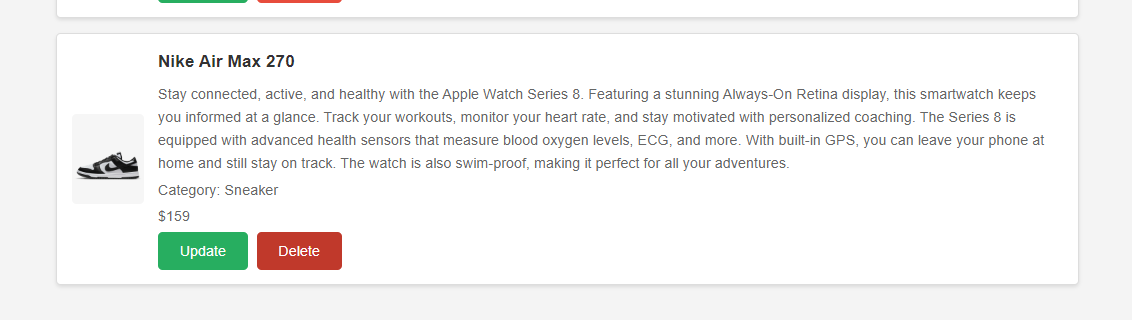 Nike Air Max 270
Stay connected, active, and healthy with the Apple Watch Series 8. Featuring a stunning Always-On Retina display, this smartwatch keeps
you informed at a glance. Track your workouts, monitor your heart rate, and stay motivated with personalized coaching. The Series 8 is
equipped with advanced health sensors that measure blood oxygen levels, ECG, and more. With built-in GPS, you can leave your phone at
home and still stay on track. The watch is also swim-proof, making it perfect for all your adventures.
Category: Sneaker
$159
Update Delete